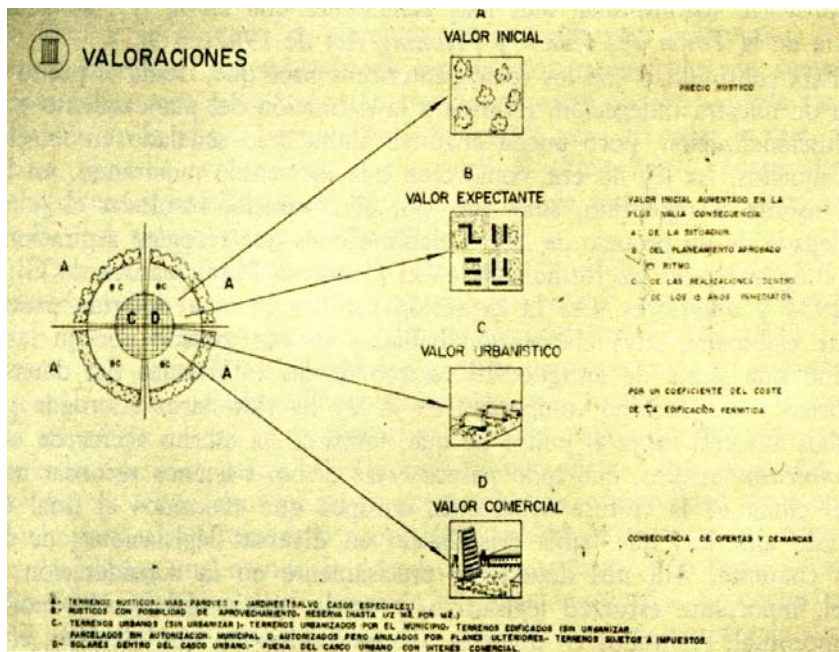 III VALORACIONES
A
VALOR INICIAL
PRECIO RUSTICO
B
VALOR EXPECTANTE
VALOR INICIAL AUMENTADO EN LA
PLUS VALIA CONSECUENCIA
A. DE LA SITUACION.
B. DEL PLANEAMIENTO APROBADO
Y RITMO.
DE LAS REALIZACIONES DENTRO
DE LOS AÑOS INMEDIATOS
A
A
B C
B C
C D
BC
BC
A
A
C
VALOR URBANISTICO
POR UN COEFICIENTE DEL COSTE
DE LA EDIFICACION PERMITIDA.
D
VALOR COMERCIAL
CONSECUENCIA DE OFERTAS Y DEMANDAS
A- TERRENOS RUSTICOS- VIAS- PARQUES Y JARDINES (SALVO CASOS ESPECIALES)
B- RUSTICOS CON POSIBILIDAD DE APROVECHAMIENTO- RESERVA (HASTA 1/2 M3. POR M2.)
C- TERRENOS URBANOS (SIN URBANIZAR)- TERRENOS URBANIZADOS POR EL MUNICIPIO- TERRENOS EDIFICADOS (SIN URBANIZAR.
PARCELADOS SIN AUTORIZACION. MUNICIPAL O AUTORIZADOS PERO ANULADOS POR PLANES ULTERIORES- TERRENOS SUJETOS A IMPUESTOS.
D- SOLARES DENTRO DEL CASCO URBANO- FUERA DEL CASCO URBANO CON INTERES COMERCIAL.